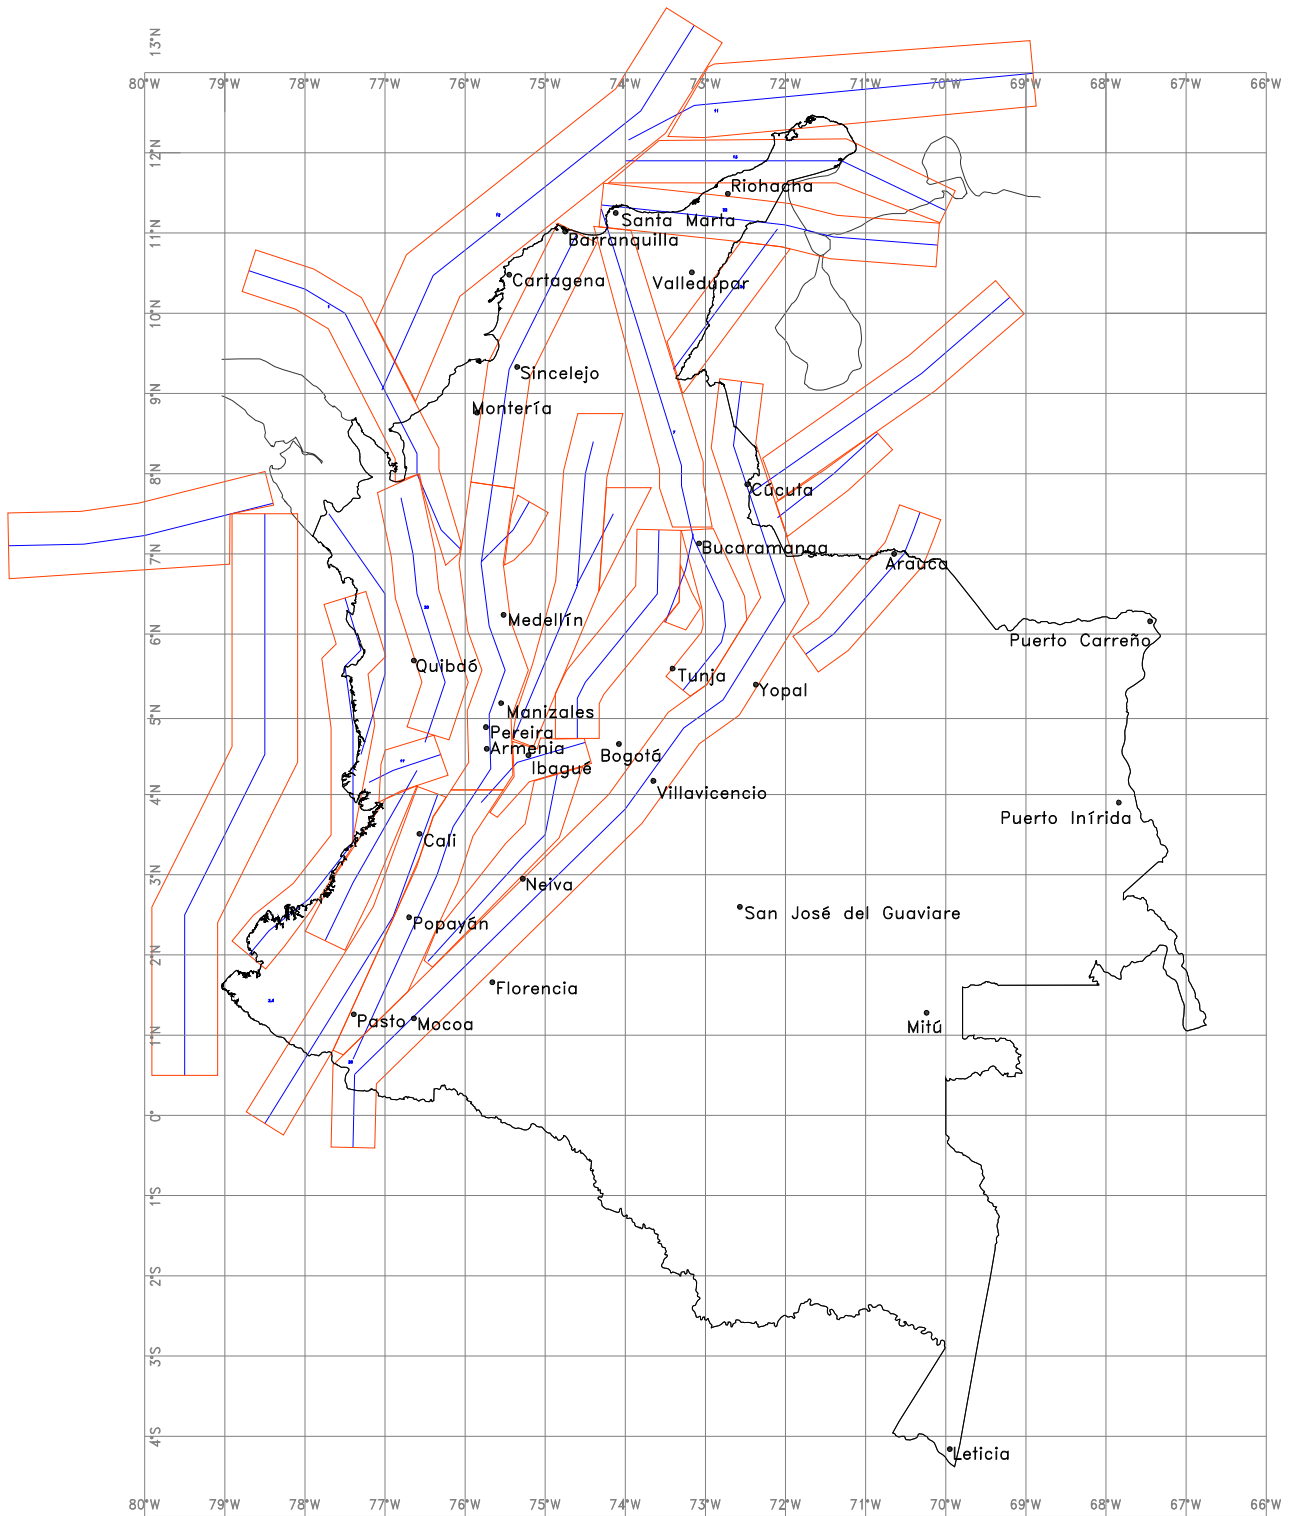 13°N
80°W 79°W 78°W 77°W 76°W 75°W 74°W 73°W 72°W 71°W 70°W 69°W 68°W 67°W 66°W
12°N
Riohacha
Santa Marta
11°N
Barranquilla
Cartagena
Valledupar
10°N
Sincelejo
9°N
Montería
8°N
Cúcuta
7°N
Bucaramanga
Arauca
Medellín
6°N
Puerto Carreño
Quibdó
Tunja
Yopal
5°N
Manizales
Pereira
Armenia
Bogotá
Ibagué
4°N
Villavicencio
Puerto Inírida
Cali
3°N
Neiva
San José del Guaviare
Popayán
2°N
Florencia
Pasto
Mocoa
Mitú
1°N
0°
1°S
2°S
3°S
4°S
Leticia
80°W 79°W 78°W 77°W 76°W 75°W 74°W 73°W 72°W 71°W 70°W 69°W 68°W 67°W 66°W